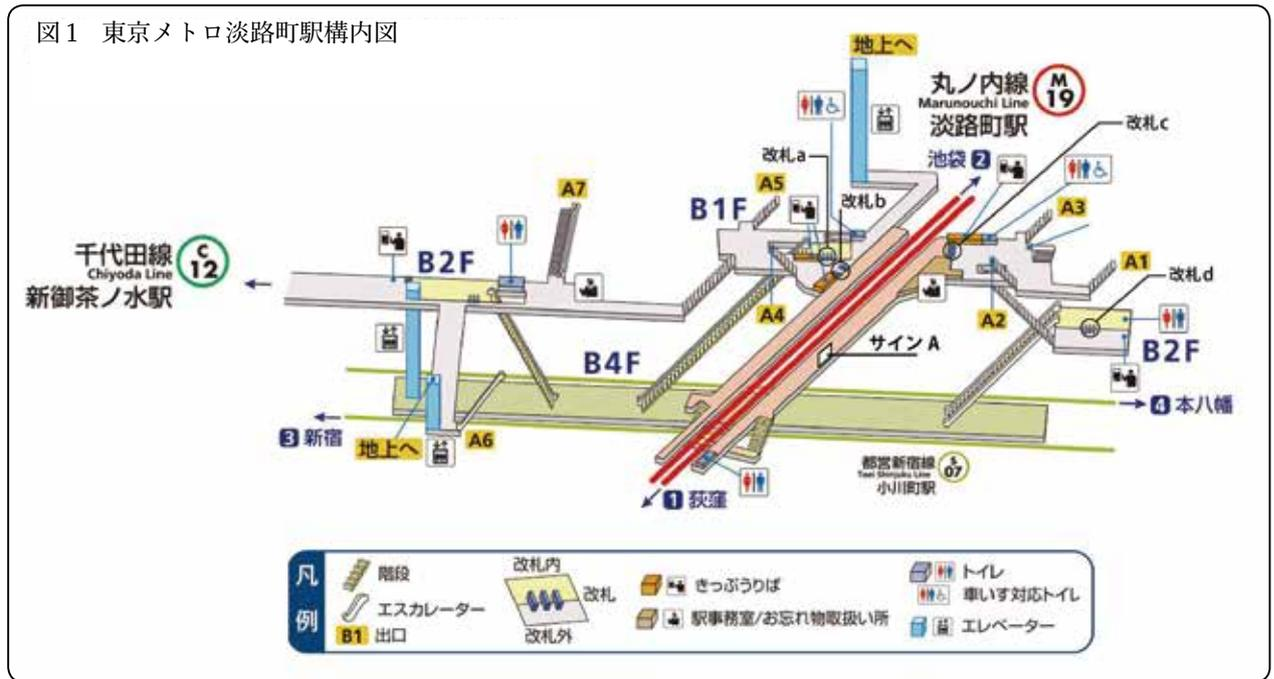 図1 東京メトロ淡路町駅構内図
地上へ
丸ノ内線
Marunouchi Line
淡路町駅
M
19
改札c
改札a
池袋 2
A7
A5
改札b
A3
B1F
千代田線
Chiyoda Line
新御茶ノ水駅
C
12
B2F
A1
改札d
A4
A2
サインA
B2F
B4F
4 本八幡
3 新宿
地上へ
A6
都営新宿線
Toei Shinjuku Line
小川町駅
S
07
1 荻窪
凡例
階段
エスカレーター
B1 出口
改札内
改札
改札外
きっぷうりば
駅事務室/お忘れ物取扱い所
トイレ
車いす対応トイレ
エレベーター